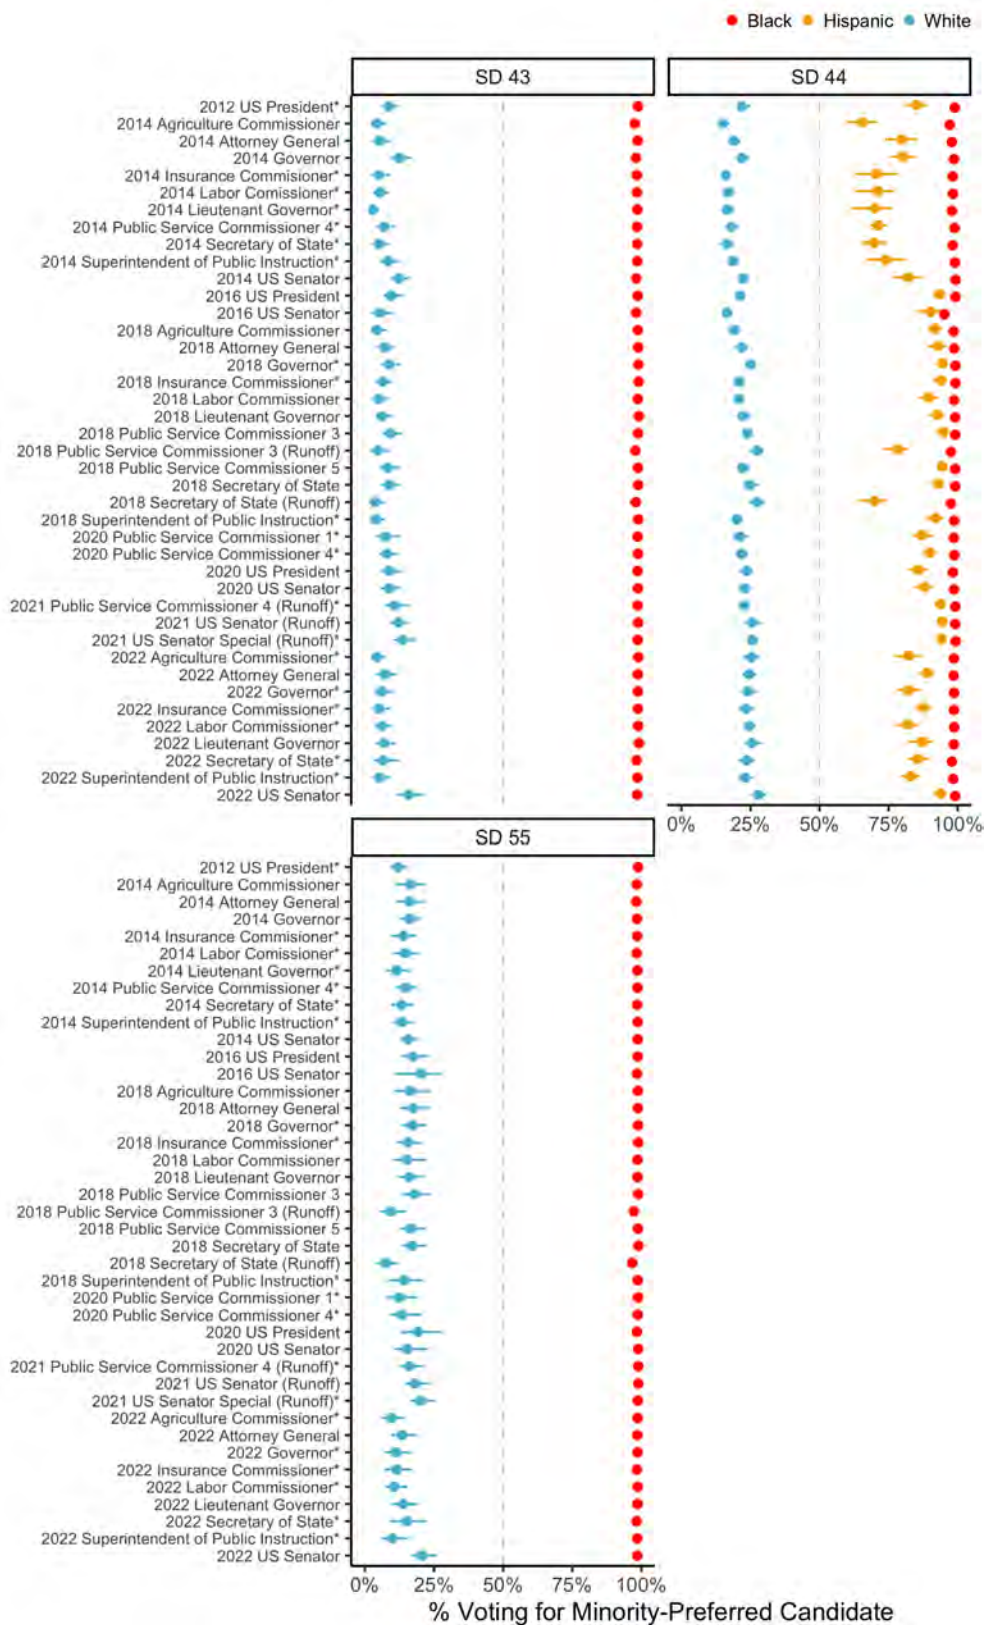 Black Hispanic White
SD 43 SD 44
2012 US President*
2014 Agriculture Commissioner
2014 Attorney General
2014 Governor
2014 Insurance Commisioner*
2014 Labor Comissioner*
2014 Lieutenant Governor*
2014 Public Service Commissioner 4*
2014 Secretary of State*
2014 Superintendent of Public Instruction*
2014 US Senator
2016 US President
2016 US Senator
2018 Agriculture Commissioner
2018 Attorney General
2018 Governor*
2018 Insurance Commissioner*
2018 Labor Commissioner
2018 Lieutenant Governor
2018 Public Service Commissioner 3
2018 Public Service Commissioner 3 (Runoff)
2018 Public Service Commissioner 5
2018 Secretary of State
2018 Secretary of State (Runoff)
2018 Superintendent of Public Instruction*
2020 Public Service Commissioner 1*
2020 Public Service Commissioner 4*
2020 US President
2020 US Senator
2021 Public Service Commissioner 4 (Runoff)*
2021 US Senator (Runoff)
2021 US Senator Special (Runoff)*
2022 Agriculture Commissioner*
2022 Attorney General
2022 Governor*
2022 Insurance Commissioner*
2022 Labor Commissioner*
2022 Lieutenant Governor
2022 Secretary of State*
2022 Superintendent of Public Instruction*
2022 US Senator
0% 25% 50% 75% 100%
SD 55
2012 US President*
2014 Agriculture Commissioner
2014 Attorney General
2014 Governor
2014 Insurance Commisioner*
2014 Labor Comissioner*
2014 Lieutenant Governor*
2014 Public Service Commissioner 4*
2014 Secretary of State*
2014 Superintendent of Public Instruction*
2014 US Senator
2016 US President
2016 US Senator
2018 Agriculture Commissioner
2018 Attorney General
2018 Governor*
2018 Insurance Commissioner*
2018 Labor Commissioner
2018 Lieutenant Governor
2018 Public Service Commissioner 3
2018 Public Service Commissioner 3 (Runoff)
2018 Public Service Commissioner 5
2018 Secretary of State
2018 Secretary of State (Runoff)
2018 Superintendent of Public Instruction*
2020 Public Service Commissioner 1*
2020 Public Service Commissioner 4*
2020 US President
2020 US Senator
2021 Public Service Commissioner 4 (Runoff)*
2021 US Senator (Runoff)
2021 US Senator Special (Runoff)*
2022 Agriculture Commissioner*
2022 Attorney General
2022 Governor*
2022 Insurance Commissioner*
2022 Labor Commissioner*
2022 Lieutenant Governor
2022 Secretary of State*
2022 Superintendent of Public Instruction*
2022 US Senator
0% 25% 50% 75% 100%
% Voting for Minority-Preferred Candidate